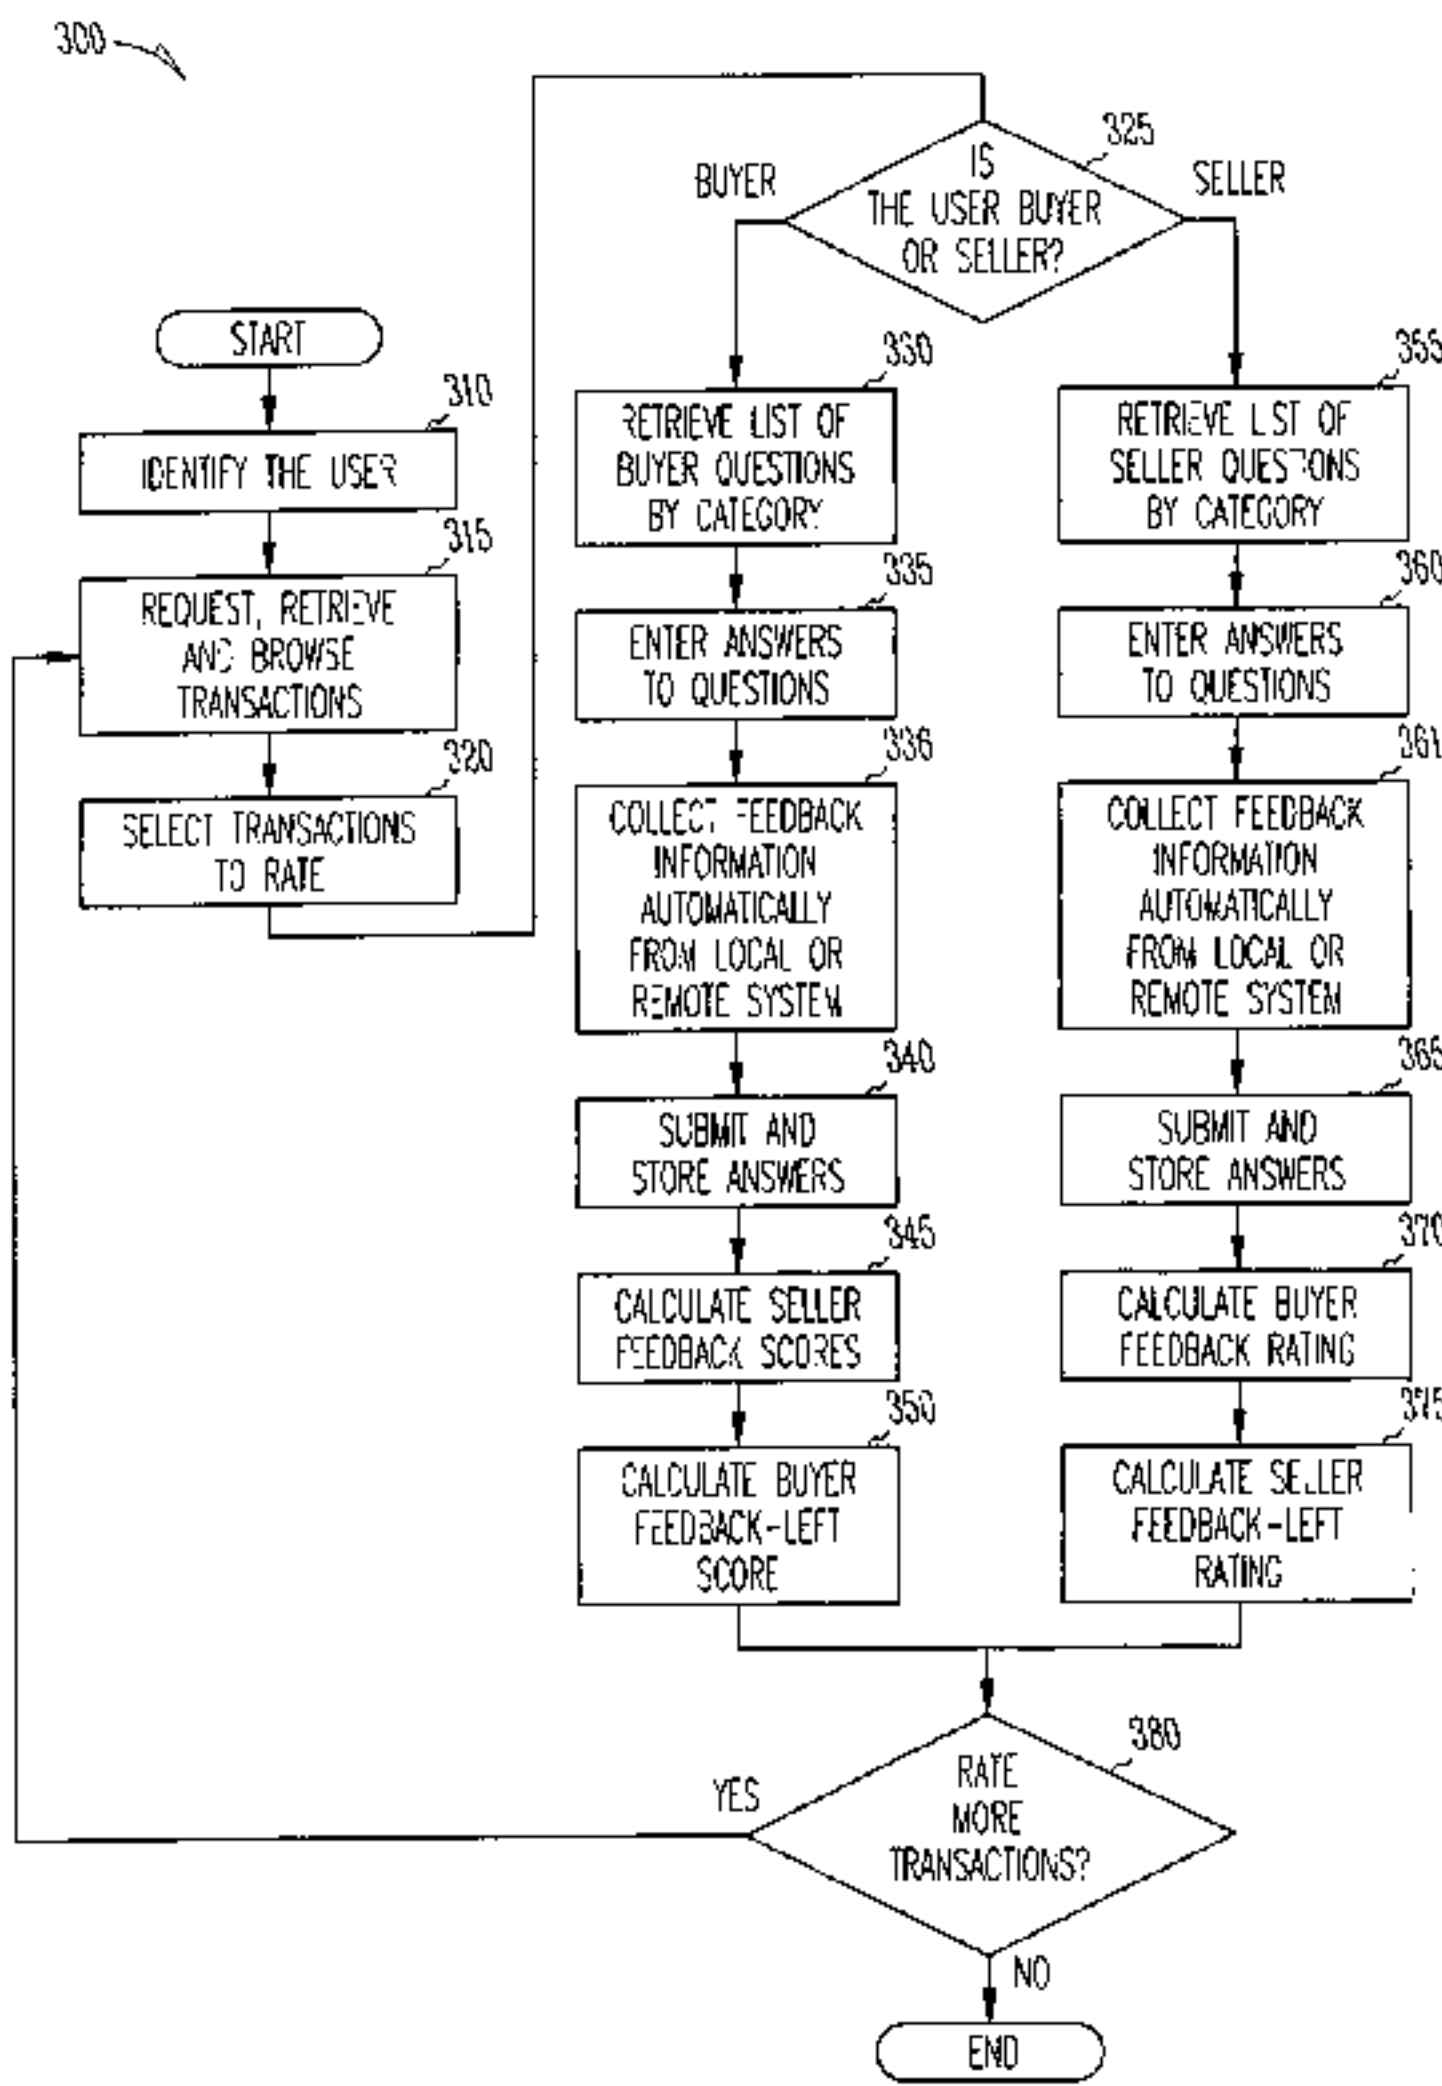 300
START
310
IDENTIFY THE USER
315
REQUEST, RETRIEVE
AND BROWSE
TRANSACTIONS
320
SELECT TRANSACTIONS
TO RATE
325
IS
THE USER BUYER
OR SELLER?
BUYER
SELLER
330
RETRIEVE LIST OF
BUYER QUESTIONS
BY CATEGORY
335
ENTER ANSWERS
TO QUESTIONS
336
COLLECT FEEDBACK
INFORMATION
AUTOMATICALLY
FROM LOCAL OR
REMOTE SYSTEM
340
SUBMIT AND
STORE ANSWERS
345
CALCULATE SELLER
FEEDBACK SCORES
350
CALCULATE BUYER
FEEDBACK-LEFT
SCORE
355
RETRIEVE LIST OF
SELLER QUESTIONS
BY CATEGORY
360
ENTER ANSWERS
TO QUESTIONS
361
COLLECT FEEDBACK
INFORMATION
AUTOMATICALLY
FROM LOCAL OR
REMOTE SYSTEM
365
SUBMIT AND
STORE ANSWERS
370
CALCULATE BUYER
FEEDBACK RATING
375
CALCULATE SELLER
FEEDBACK-LEFT
RATING
380
RATE
MORE
TRANSACTIONS?
YES
NO
END